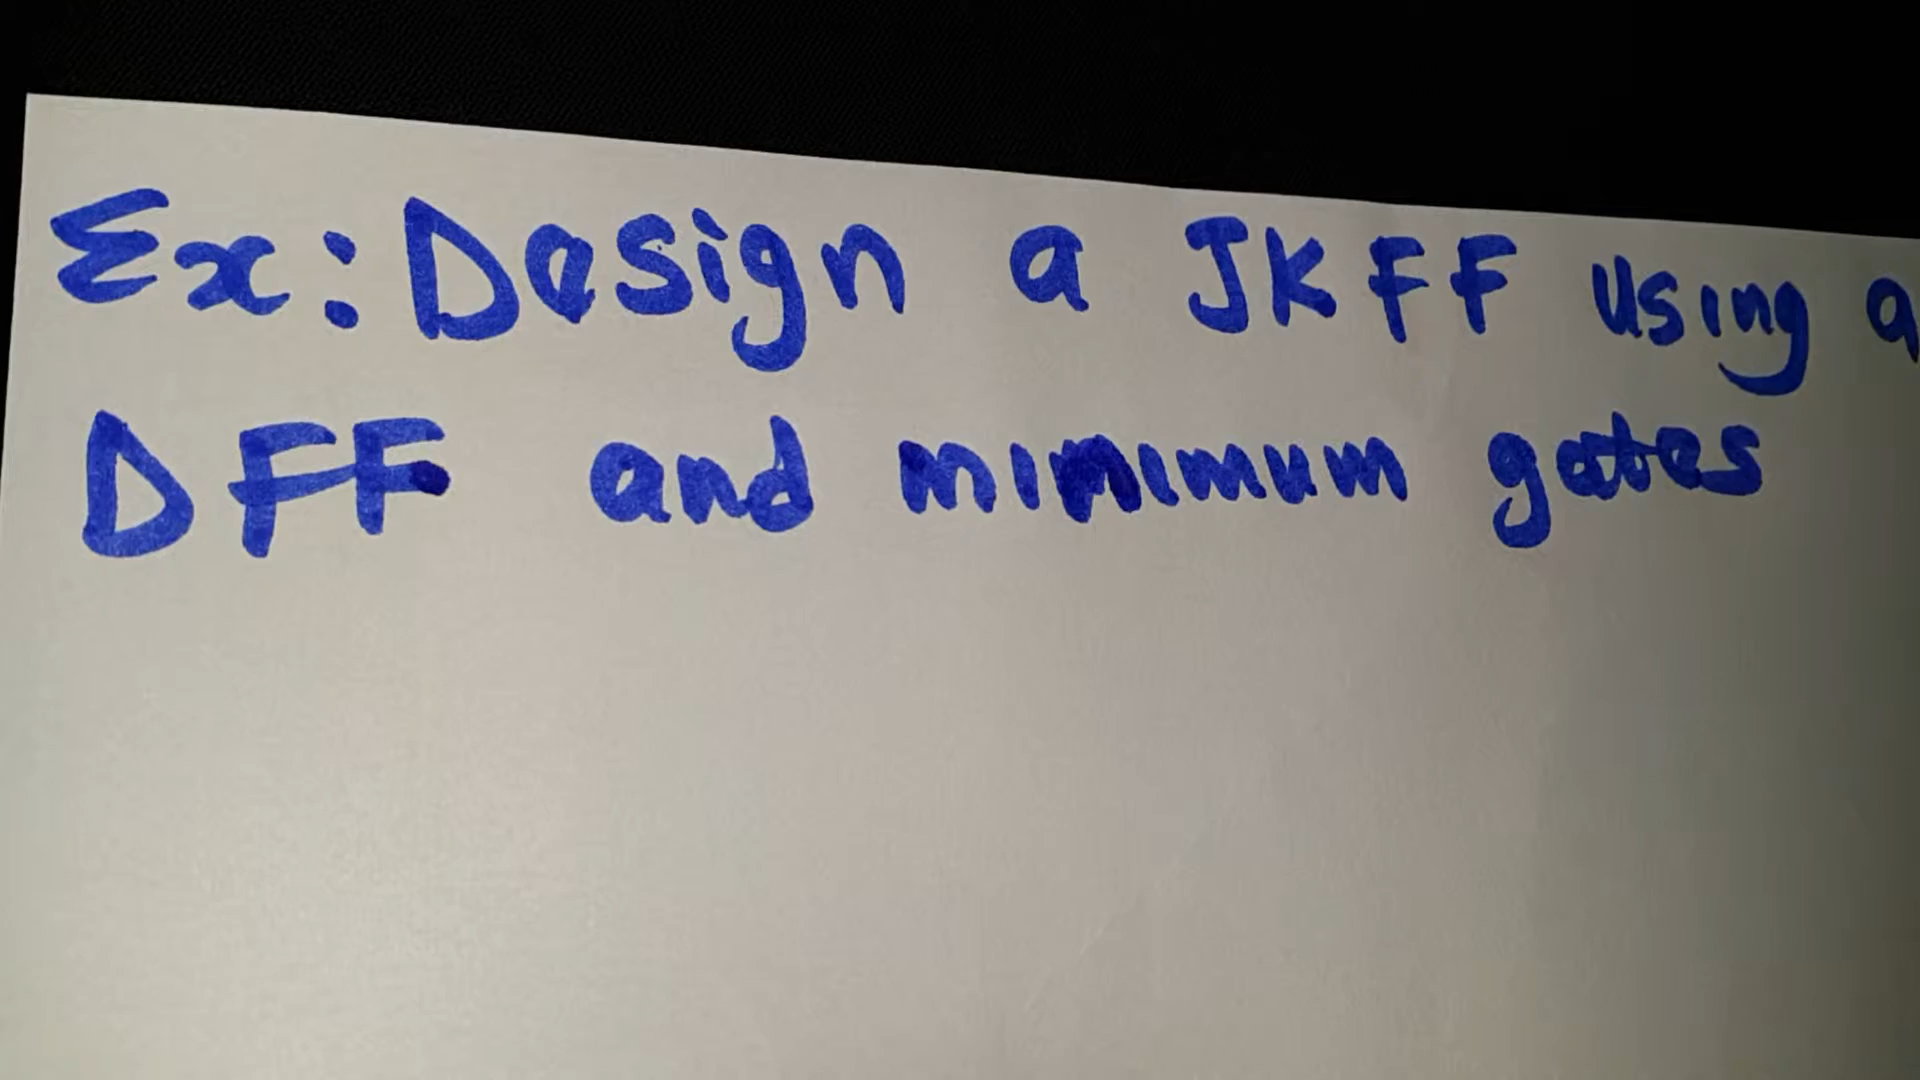 Ex: Design a JKFF using a
DFF and minimum gates